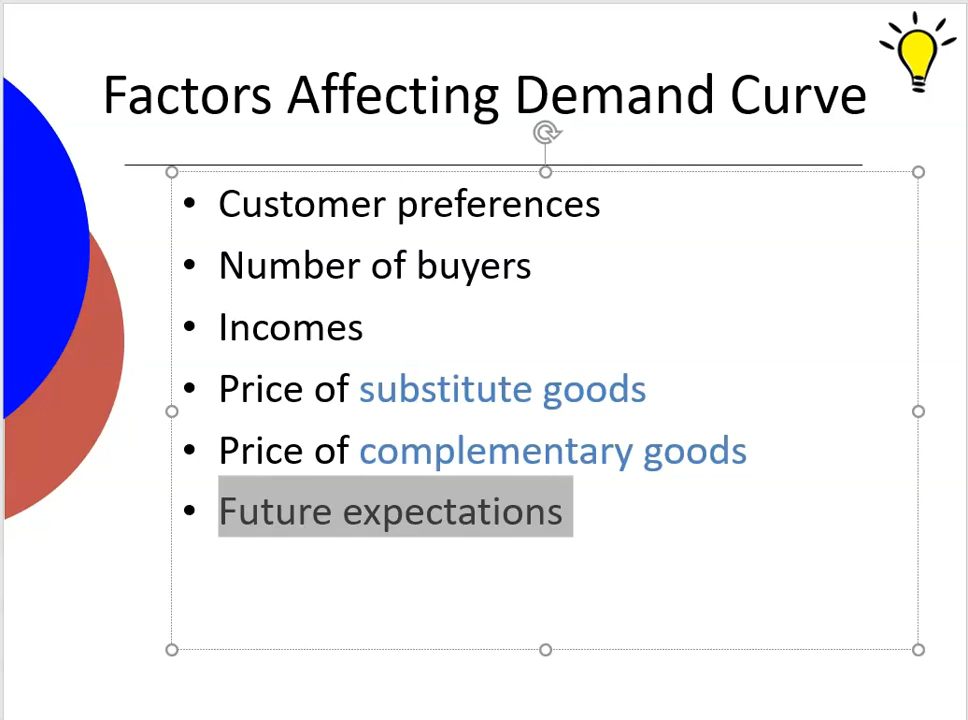 Factors Affecting Demand Curve
• Customer preferences
• Number of buyers
• Incomes
• Price of substitute goods
• Price of complementary goods
• Future expectations